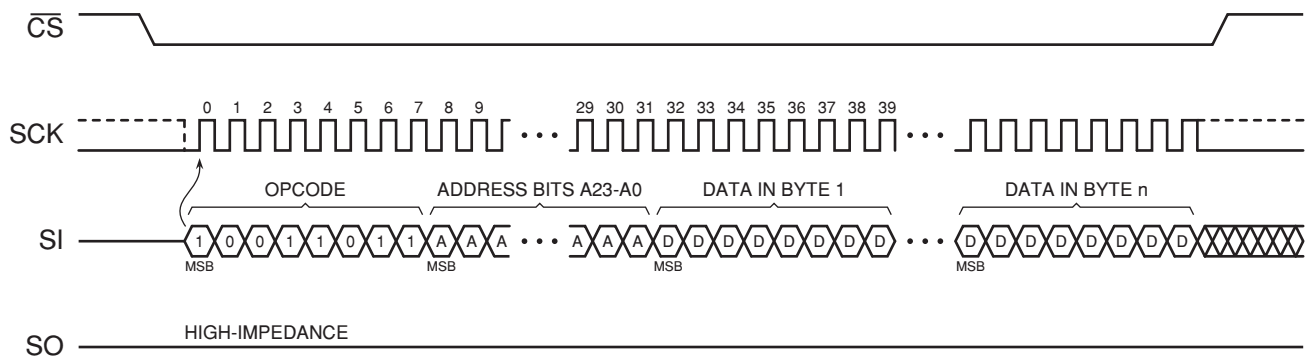 CS
0 1 2 3 4 5 6 7 8 9 29 30 31 32 33 34 35 36 37 38 39
SCK
OPCODE ADDRESS BITS A23-A0 DATA IN BYTE 1 DATA IN BYTE n
SI 1 0 0 1 1 0 1 1 A A A A A A D D D D D D D D D D D D D D D D
MSB MSB MSB MSB
HIGH-IMPEDANCE
SO